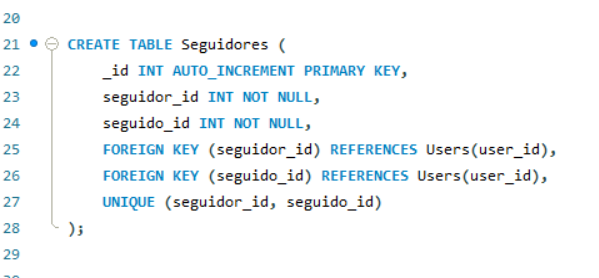 20
21 CREATE TABLE Seguidores (
22 _id INT AUTO_INCREMENT PRIMARY KEY,
23 seguidor_id INT NOT NULL,
24 seguido_id INT NOT NULL,
25 FOREIGN KEY (seguidor_id) REFERENCES Users(user_id),
26 FOREIGN KEY (seguido_id) REFERENCES Users(user_id),
27 UNIQUE (seguidor_id, seguido_id)
28 );
29